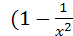 (1 − 1/x²